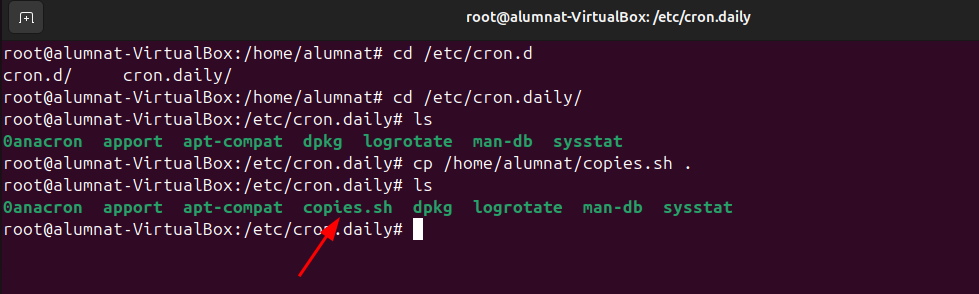 root@alumnat-VirtualBox: /etc/cron.daily
root@alumnat-VirtualBox:/home/alumnat# cd /etc/cron.d
cron.d/     cron.daily/
root@alumnat-VirtualBox:/home/alumnat# cd /etc/cron.daily/
root@alumnat-VirtualBox:/etc/cron.daily# ls
0anacron  apport  apt-compat  dpkg  logrotate  man-db  sysstat
root@alumnat-VirtualBox:/etc/cron.daily# cp /home/alumnat/copies.sh .
root@alumnat-VirtualBox:/etc/cron.daily# ls
0anacron  apport  apt-compat  copies.sh  dpkg  logrotate  man-db  sysstat
root@alumnat-VirtualBox:/etc/cron.daily#